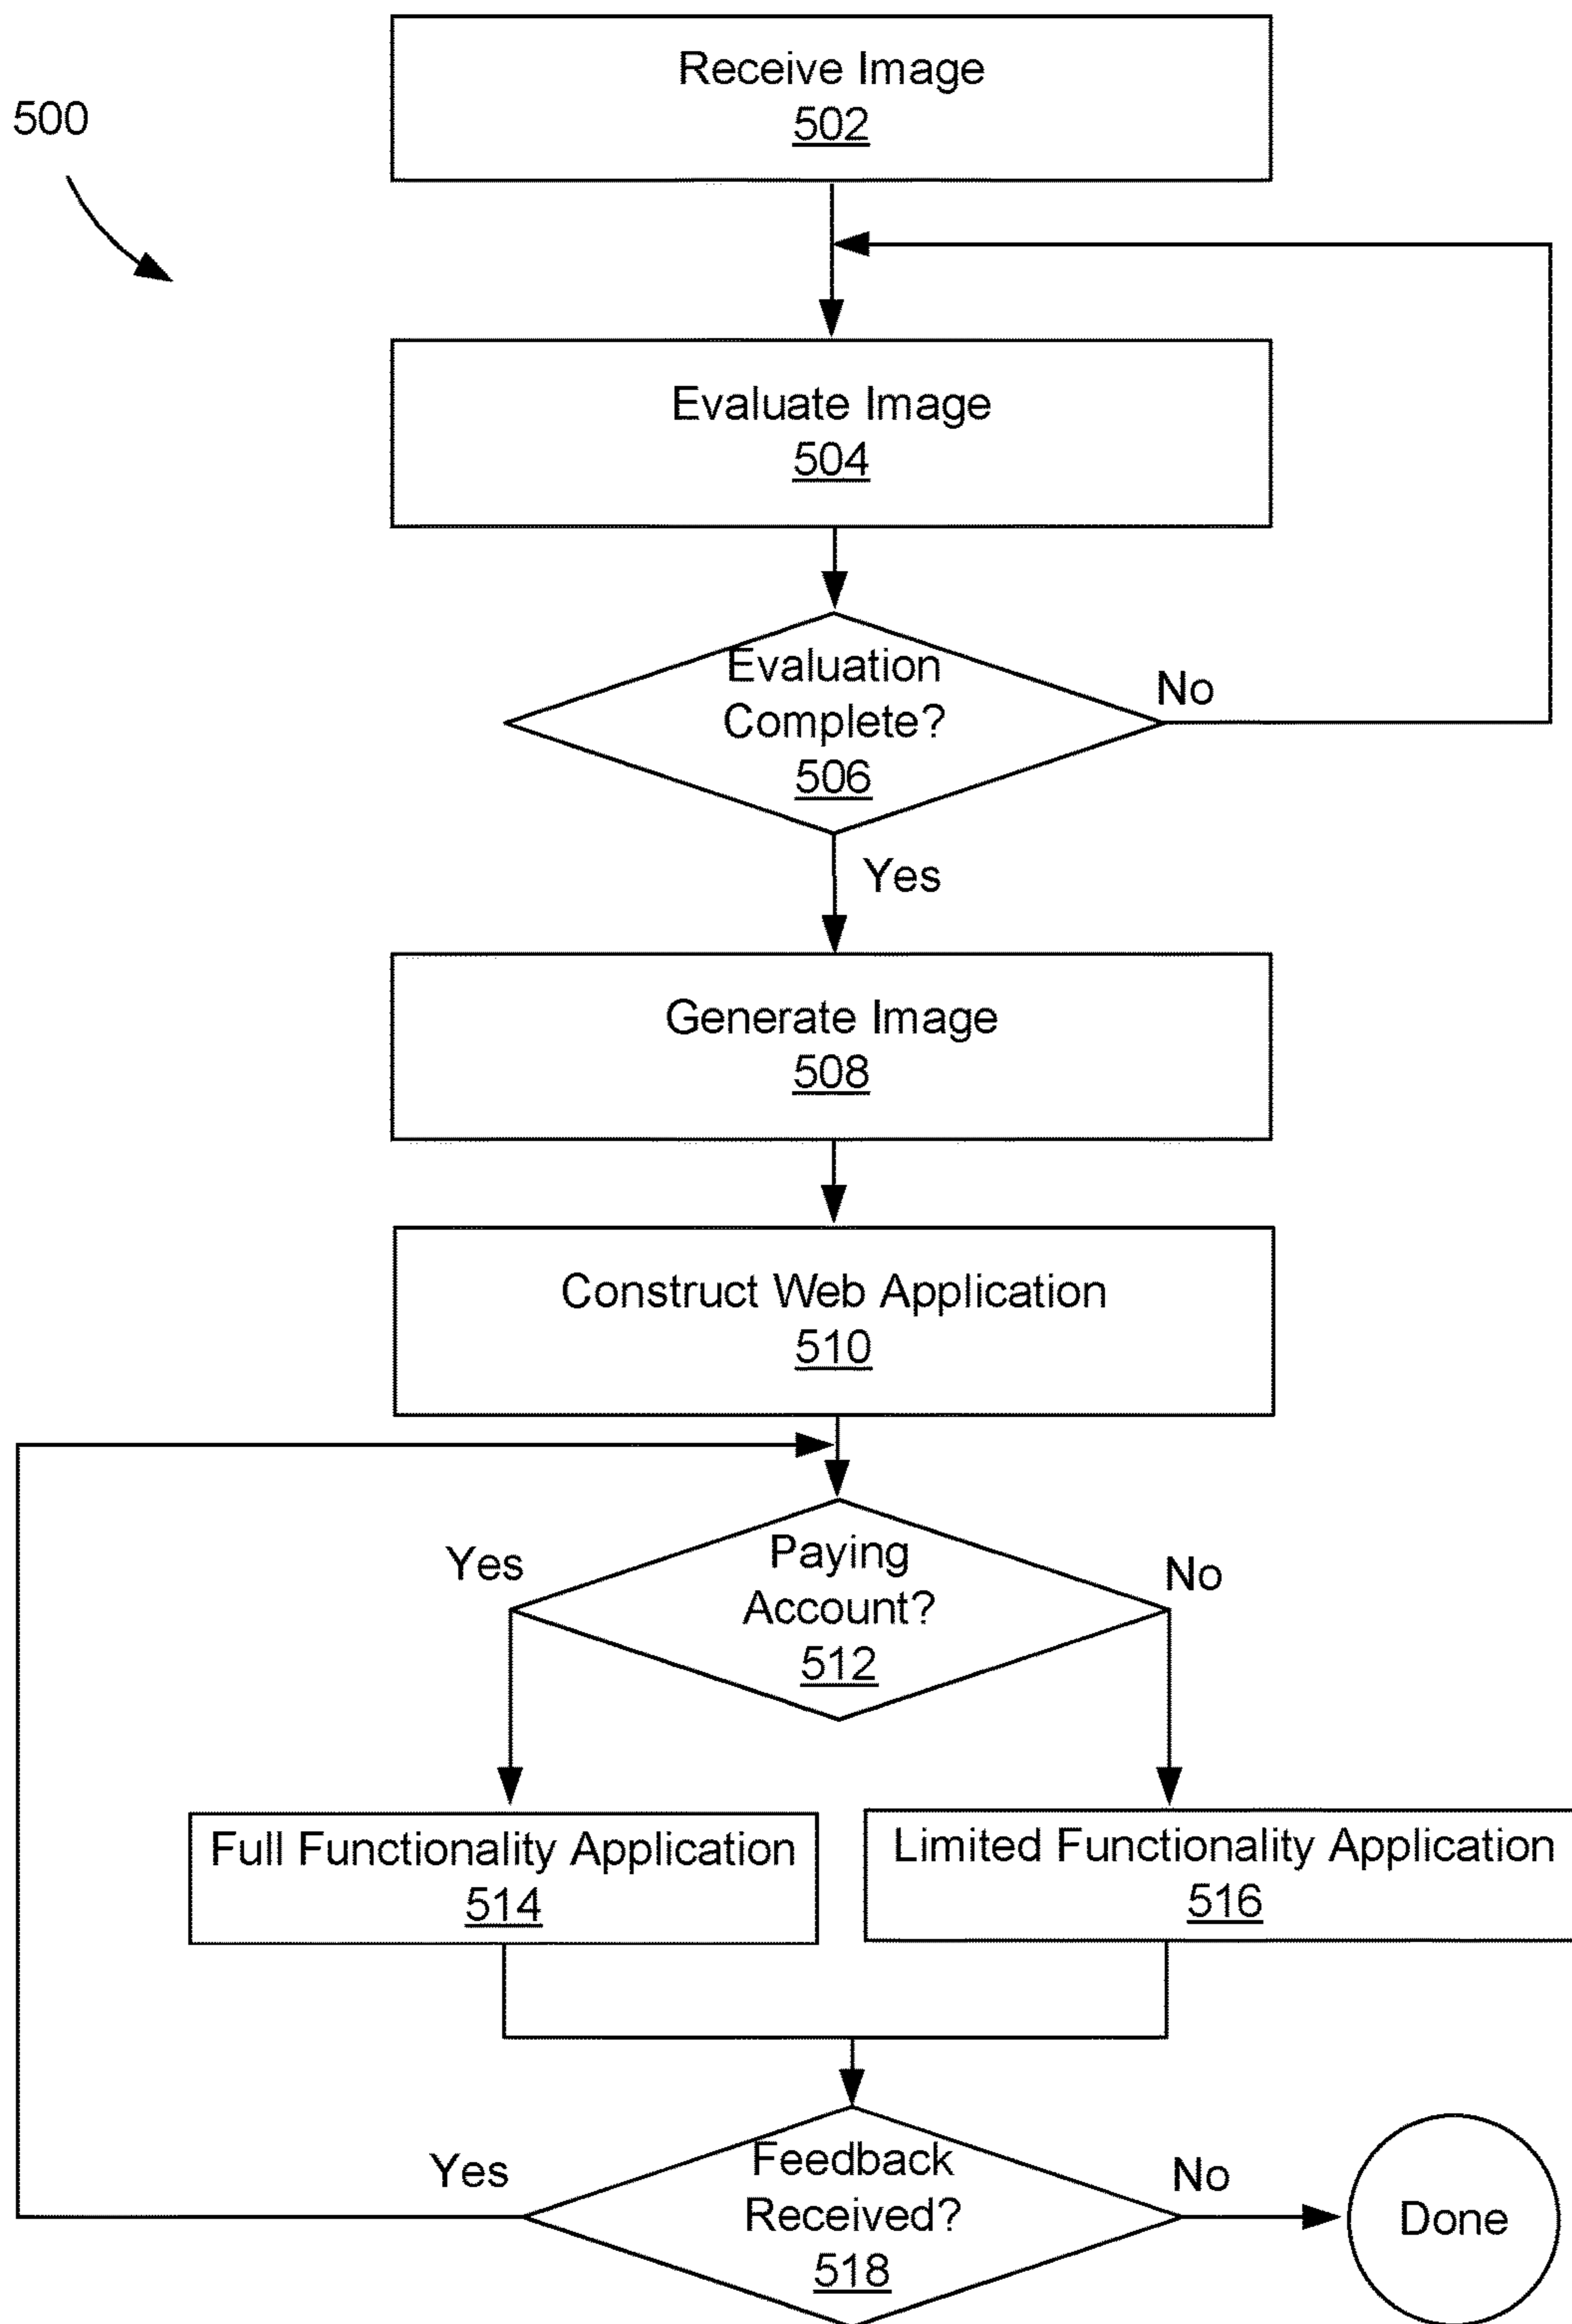 Receive Image
502
500
Evaluate Image
504
Evaluation
Complete?
506
No
Yes
Generate Image
508
Construct Web Application
510
Paying
Account?
512
Yes
No
Full Functionality Application
514
Limited Functionality Application
516
Feedback
Received?
518
Yes
No
Done